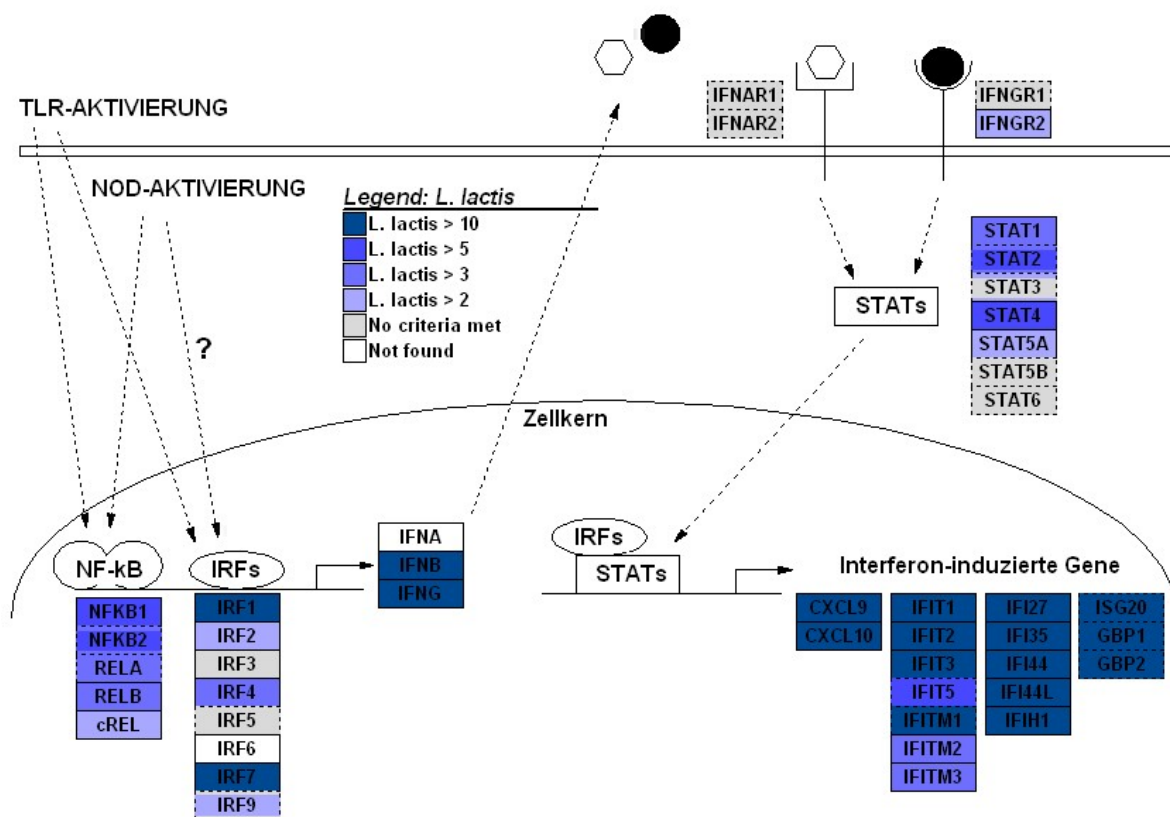 IFNAR1
IFNAR2
IFNGR1
IFNGR2
TLR-AKTIVIERUNG
NOD-AKTIVIERUNG
Legend: L. lactis
L. lactis > 10
L. lactis > 5
L. lactis > 3
L. lactis > 2
No criteria met
Not found
?
STATs
STAT1
STAT2
STAT3
STAT4
STAT5A
STAT5B
STAT6
Zellkern
NF-kB
NFKB1
NFKB2
RELA
RELB
cREL
IRFs
IRF1
IRF2
IRF3
IRF4
IRF5
IRF6
IRF7
IRF9
IFNA
IFNB
IFNG
IRFs
STATs
Interferon-induzierte Gene
CXCL9
CXCL10
IFIT1
IFIT2
IFIT3
IFIT5
IFITM1
IFITM2
IFITM3
IFI27
IFI35
IFI44
IFI44L
IFIH1
ISG20
GBP1
GBP2